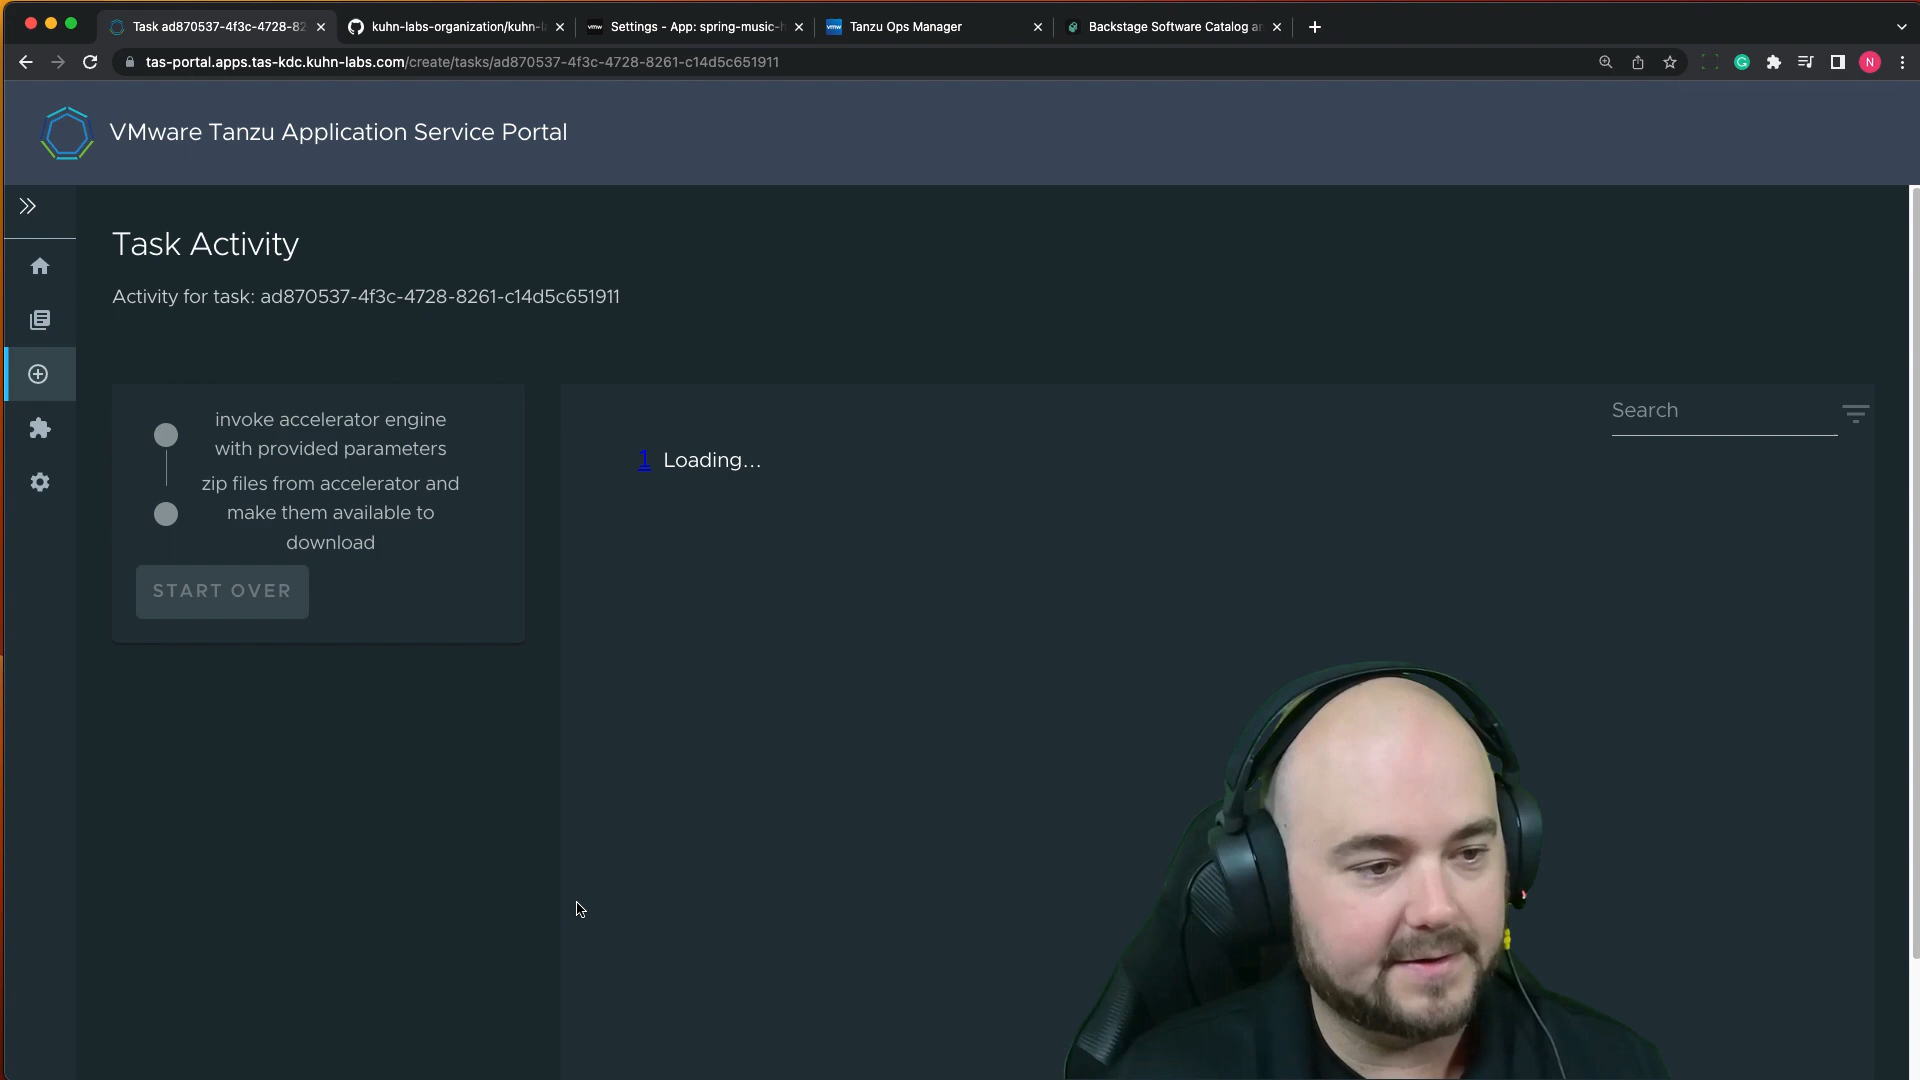 Task ad870537-4f3c-4728-82
kuhn-labs-organization/kuhn-l
Settings - App: spring-music-h
Tanzu Ops Manager
Backstage Software Catalog an
tas-portal.apps.tas-kdc.kuhn-labs.com/create/tasks/ad870537-4f3c-4728-8261-c14d5c651911
N
VMware Tanzu Application Service Portal
Task Activity
Activity for task: ad870537-4f3c-4728-8261-c14d5c651911
invoke accelerator engine
with provided parameters
zip files from accelerator and
make them available to
download
START OVER
Search
1 Loading...